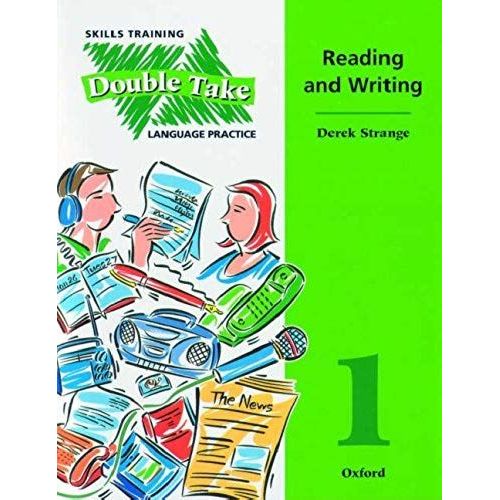 SKILLS TRAINING
Double Take
LANGUAGE PRACTICE
Reading
and Writing
Derek Strange
The News
1
Oxford